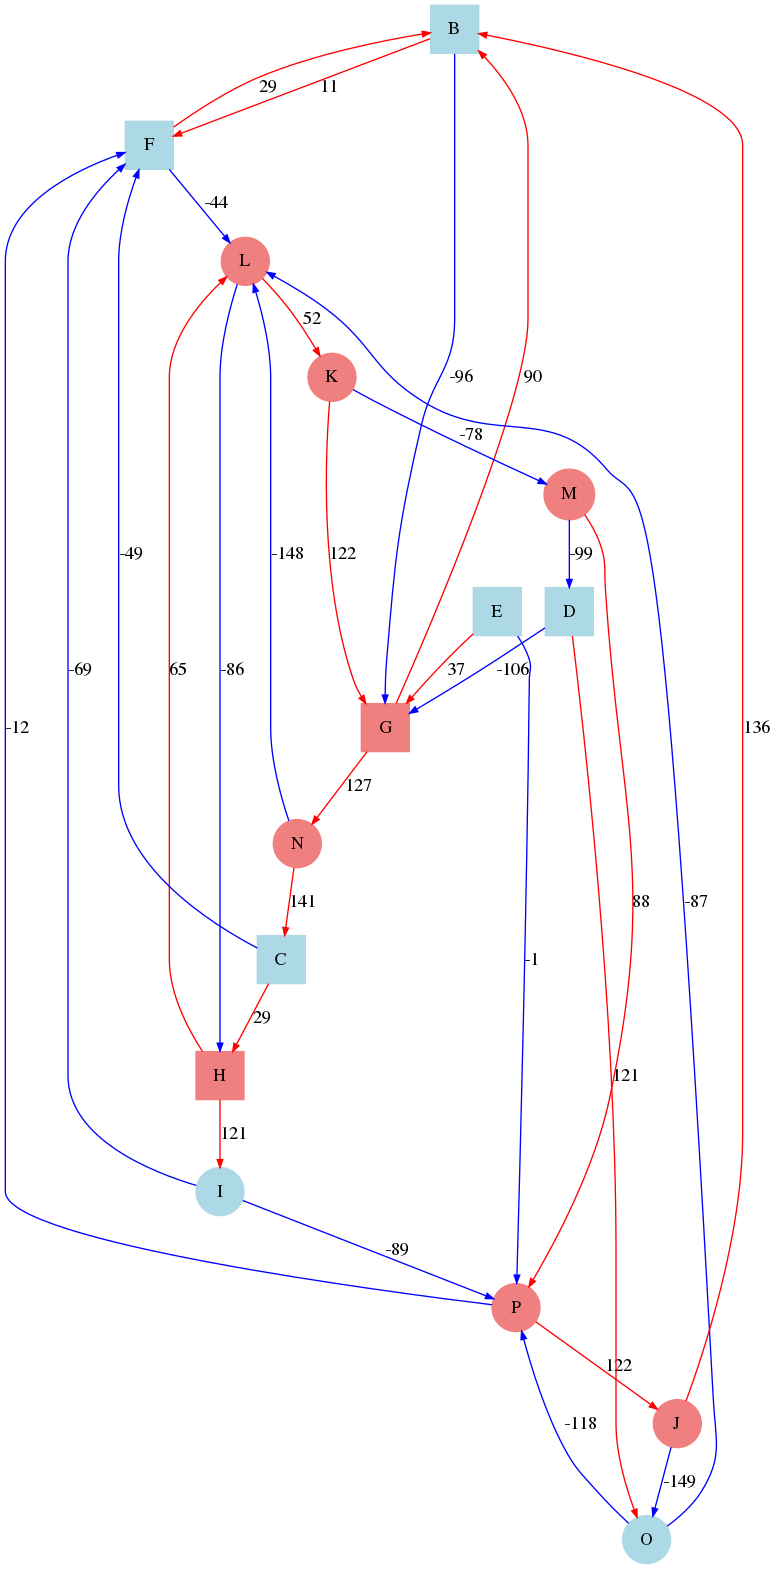 B
29 11
F
-44
L
52
K
-96 90
-78
M
-49 122 -148 -99
E D
-69 65 -86 37 -106
-12 G 136
127
N
141 88 -87
C -1
29
H 121
121
I
-89
P
122
-118 J
-149
O